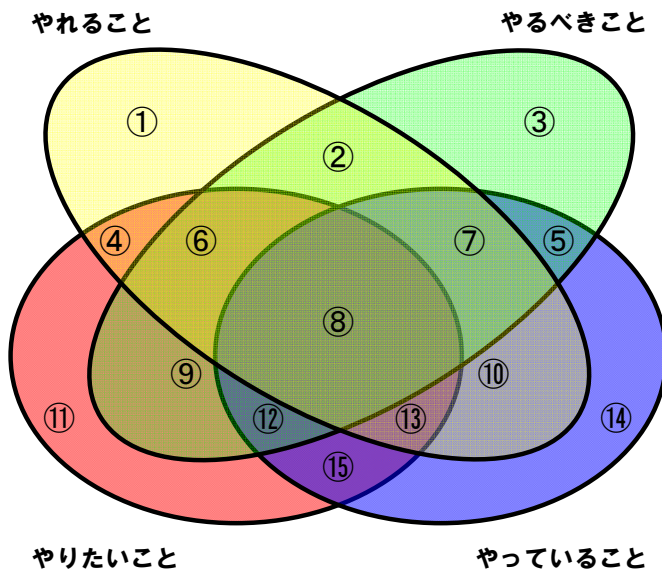 やれること やるべきこと
①
③
②
④ ⑥ ⑦ ⑤
⑧
⑨ ⑩
⑪ ⑫ ⑬ ⑭
⑮
やりたいこと やっていること